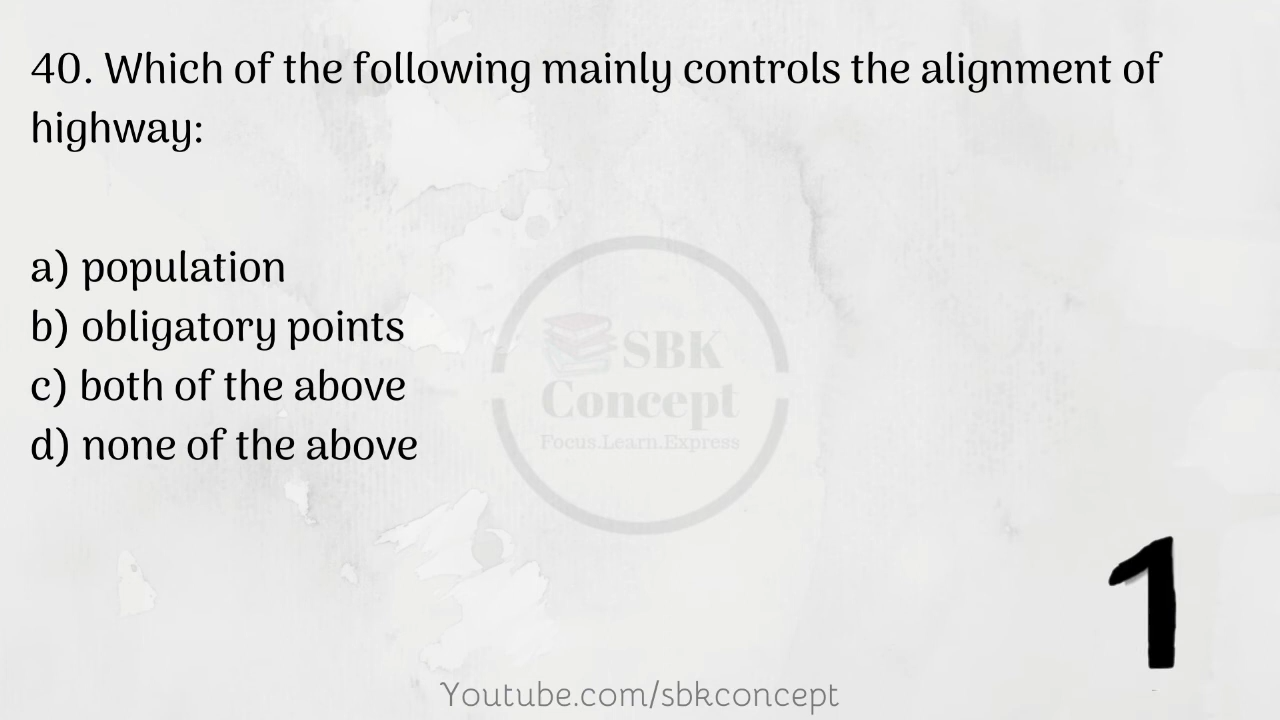 40. Which of the following mainly controls the alignment of
highway:
a) population
b) obligatory points
c) both of the above
d) none of the above
SBK
Concept
Focus.Learn.Express
1
Youtube.com/sbkconcept